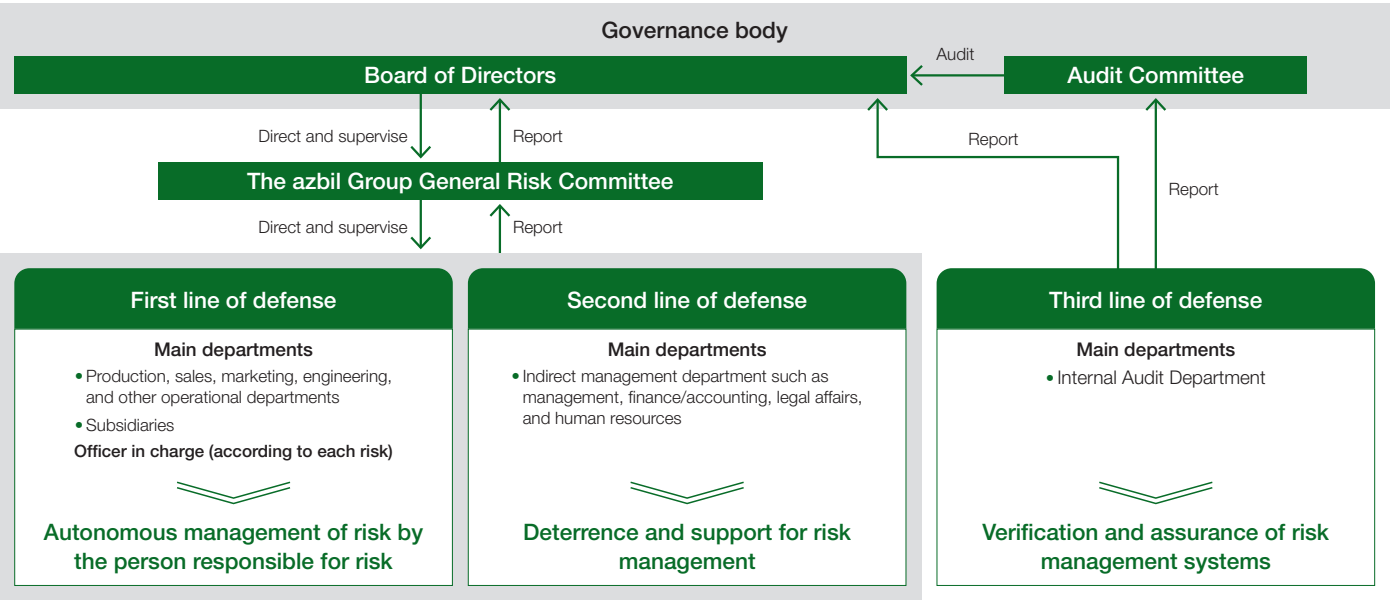 Governance body
Board of Directors
Audit
Audit Committee
Direct and supervise
Report
Report
Report
The azbil Group General Risk Committee
Direct and supervise
Report
First line of defense
Main departments
• Production, sales, marketing, engineering,
and other operational departments
• Subsidiaries
Officer in charge (according to each risk)
Autonomous management of risk by
the person responsible for risk
Second line of defense
Main departments
• Indirect management department such as
management, finance/accounting, legal affairs,
and human resources
Deterrence and support for risk
management
Third line of defense
Main departments
• Internal Audit Department
Verification and assurance of risk
management systems